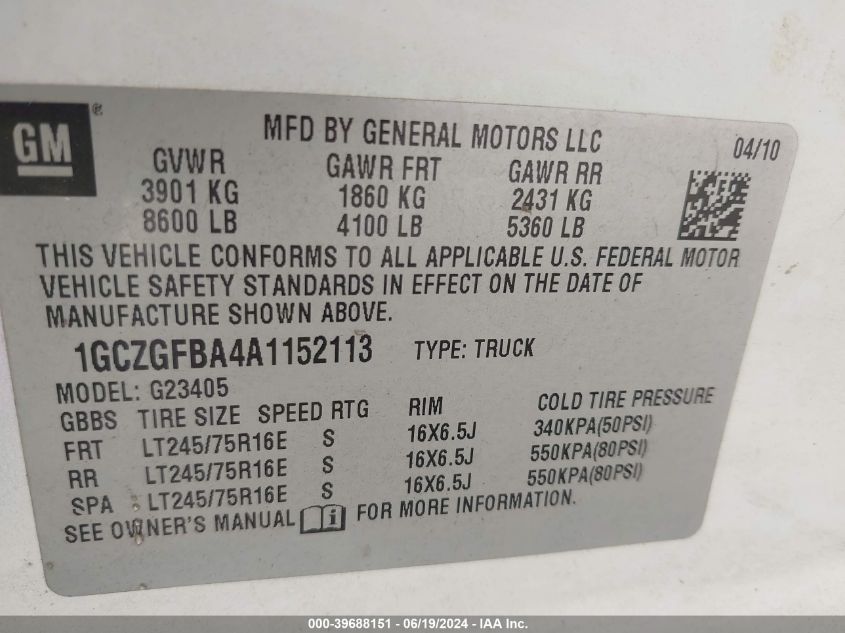 GM®
MFD BY GENERAL MOTORS LLC
04/10
GVWR GAWR FRT GAWR RR
3901 KG 1860 KG 2431 KG
8600 LB 4100 LB 5360 LB
THIS VEHICLE CONFORMS TO ALL APPLICABLE U.S. FEDERAL MOTOR
VEHICLE SAFETY STANDARDS IN EFFECT ON THE DATE OF
MANUFACTURE SHOWN ABOVE.
1GCZGFBA4A1152113 TYPE: TRUCK
MODEL: G23405
GBBS TIRE SIZE SPEED RTG RIM COLD TIRE PRESSURE
FRT LT245/75R16E S 16X6.5J 340KPA(50PSI)
RR LT245/75R16E S 16X6.5J 550KPA(80PSI)
SPA LT245/75R16E S 16X6.5J 550KPA(80PSI)
SEE OWNER'S MANUAL i FOR MORE INFORMATION.
000-39688151 - 06/19/2024 - IAA Inc.